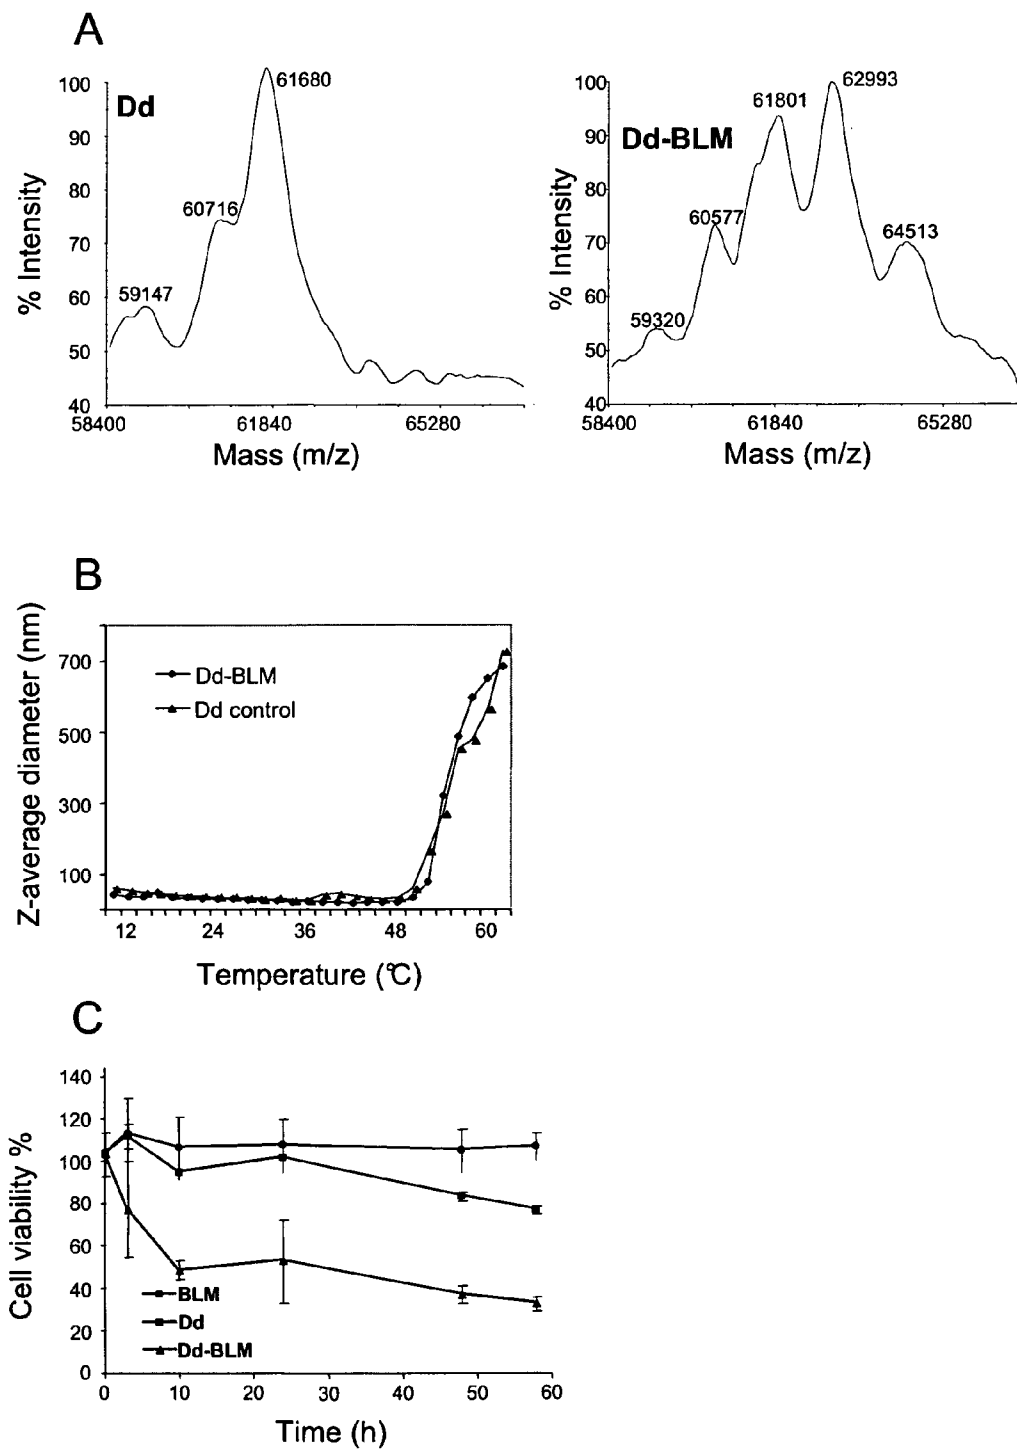 A
Dd
% Intensity
100
90
80
70
60
50
40
59147
60716
61680
58400 61840 65280
Mass (m/z)
Dd-BLM
% Intensity
100
90
80
70
60
50
40
59320
60577
61801
62993
64513
58400 61840 65280
Mass (m/z)
B
Z-average diameter (nm)
700
500
300
100
Dd-BLM
Dd control
12 24 36 48 60
Temperature (°C)
C
Cell viability %
140
120
100
80
60
40
20
0
BLM
Dd
Dd-BLM
0 10 20 30 40 50 60
Time (h)